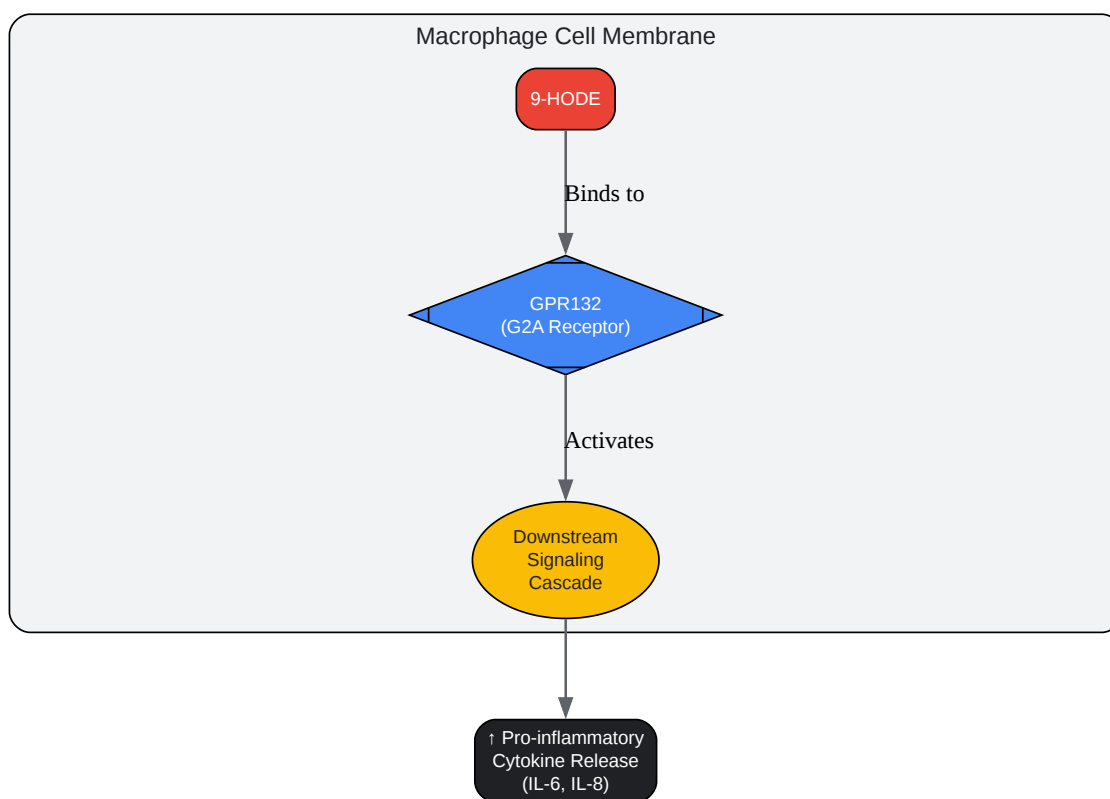 Macrophage Cell Membrane
9-HODE
Binds to
GPR132
(G2A Receptor)
Activates
Downstream
Signaling
Cascade
↑ Pro-inflammatory
Cytokine Release
(IL-6, IL-8)